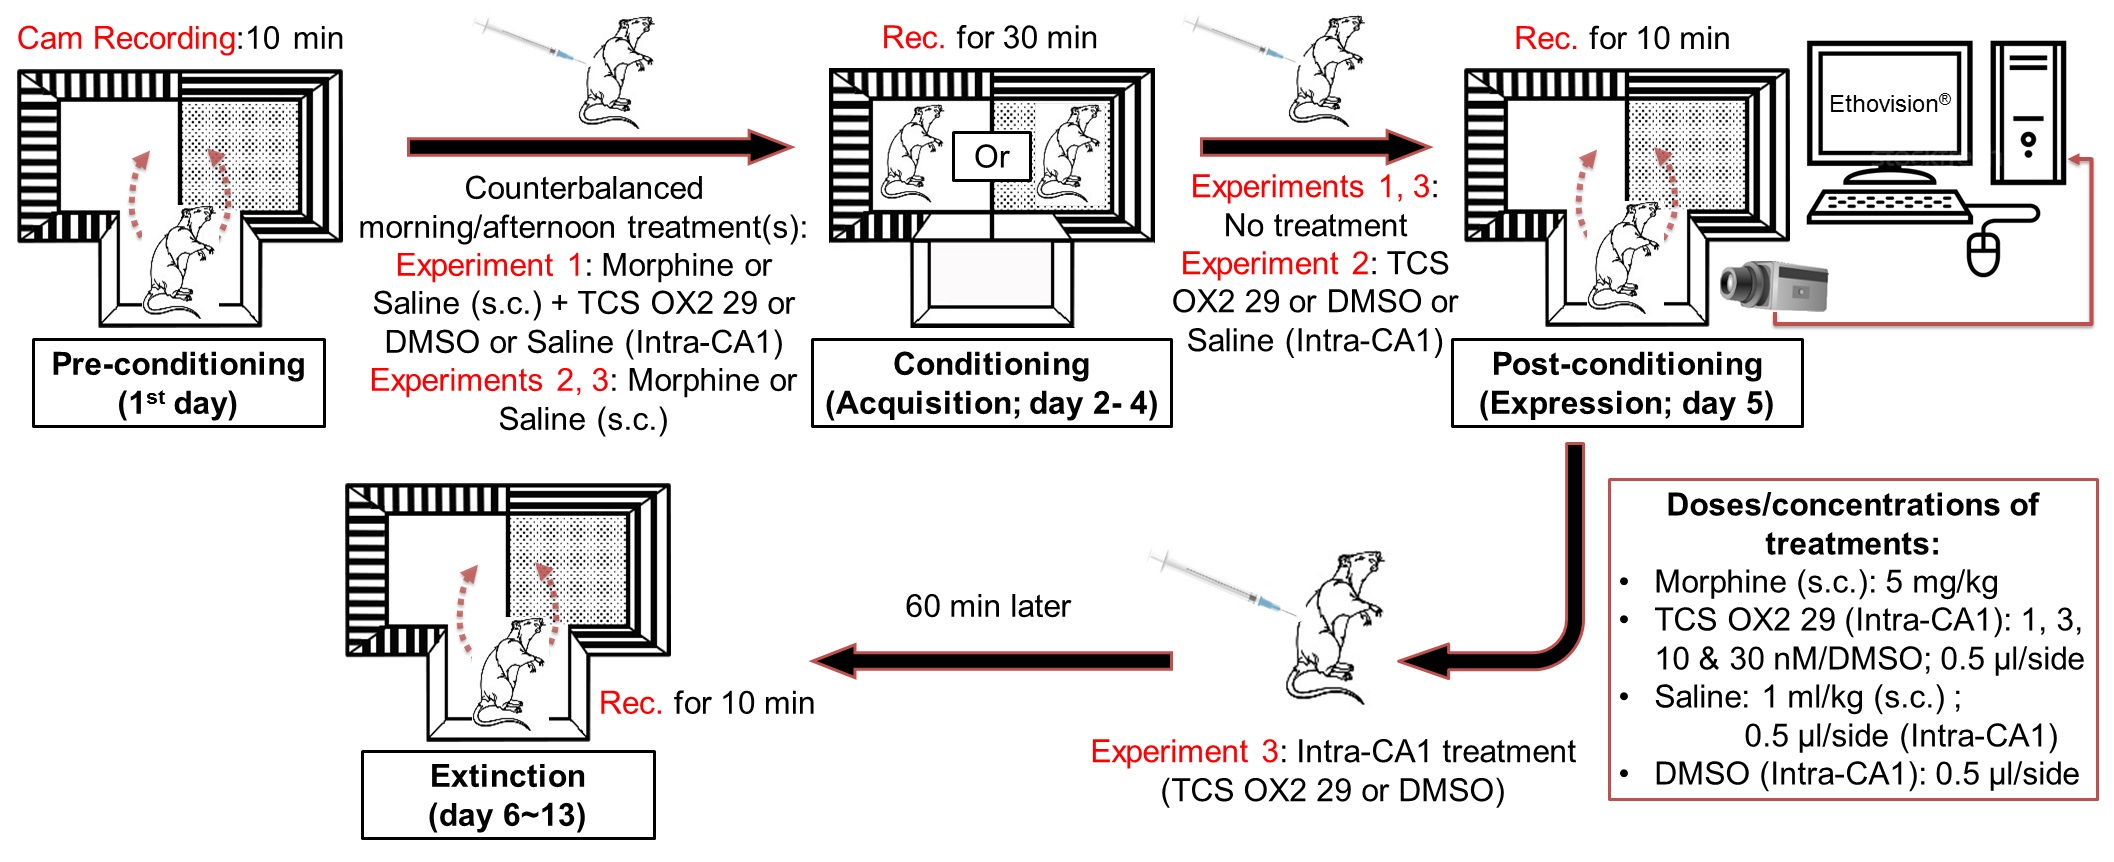 Cam Recording:10 min
Pre-conditioning
(1st day)
Counterbalanced
morning/afternoon treatment(s):
Experiment 1: Morphine or
Saline (s.c.) + TCS OX2 29 or
DMSO or Saline (Intra-CA1)
Experiments 2, 3: Morphine or
Saline (s.c.)
Rec. for 30 min
Or
Conditioning
(Acquisition; day 2- 4)
Experiments 1, 3:
No treatment
Experiment 2: TCS
OX2 29 or DMSO or
Saline (Intra-CA1)
Rec. for 10 min
Ethovision®
Post-conditioning
(Expression; day 5)
Doses/concentrations of
treatments:
• Morphine (s.c.): 5 mg/kg
• TCS OX2 29 (Intra-CA1): 1, 3,
10 & 30 nM/DMSO; 0.5 µl/side
• Saline: 1 ml/kg (s.c.) ;
0.5 µl/side (Intra-CA1)
• DMSO (Intra-CA1): 0.5 µl/side
Experiment 3: Intra-CA1 treatment
(TCS OX2 29 or DMSO)
60 min later
Rec. for 10 min
Extinction
(day 6~13)